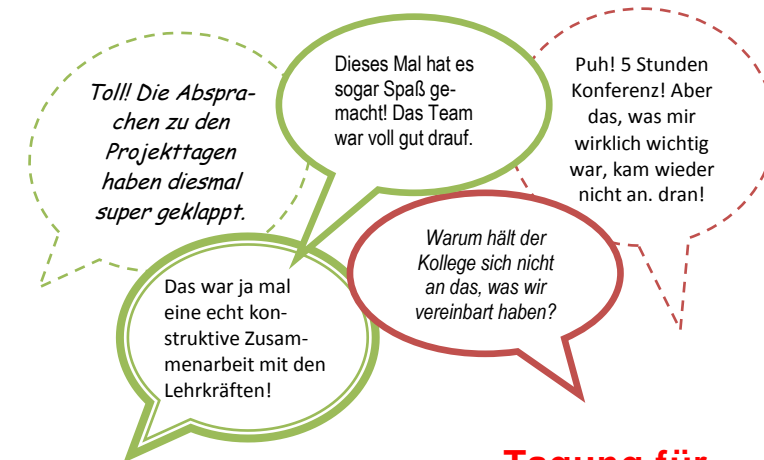 Toll! Die Abspra-
chen zu den
Projekttagen
haben diesmal
super geklappt.
Dieses Mal hat es
sogar Spaß ge-
macht! Das Team
war voll gut drauf.
Puh! 5 Stunden
Konferenz! Aber
das, was mir
wirklich wichtig
war, kam wieder
nicht an. dran!
Das war ja mal
eine echt kon-
struktive Zusam-
menarbeit mit den
Lehrkräften!
Warum hält der
Kollege sich nicht
an das, was wir
vereinbart haben?
Tagung für